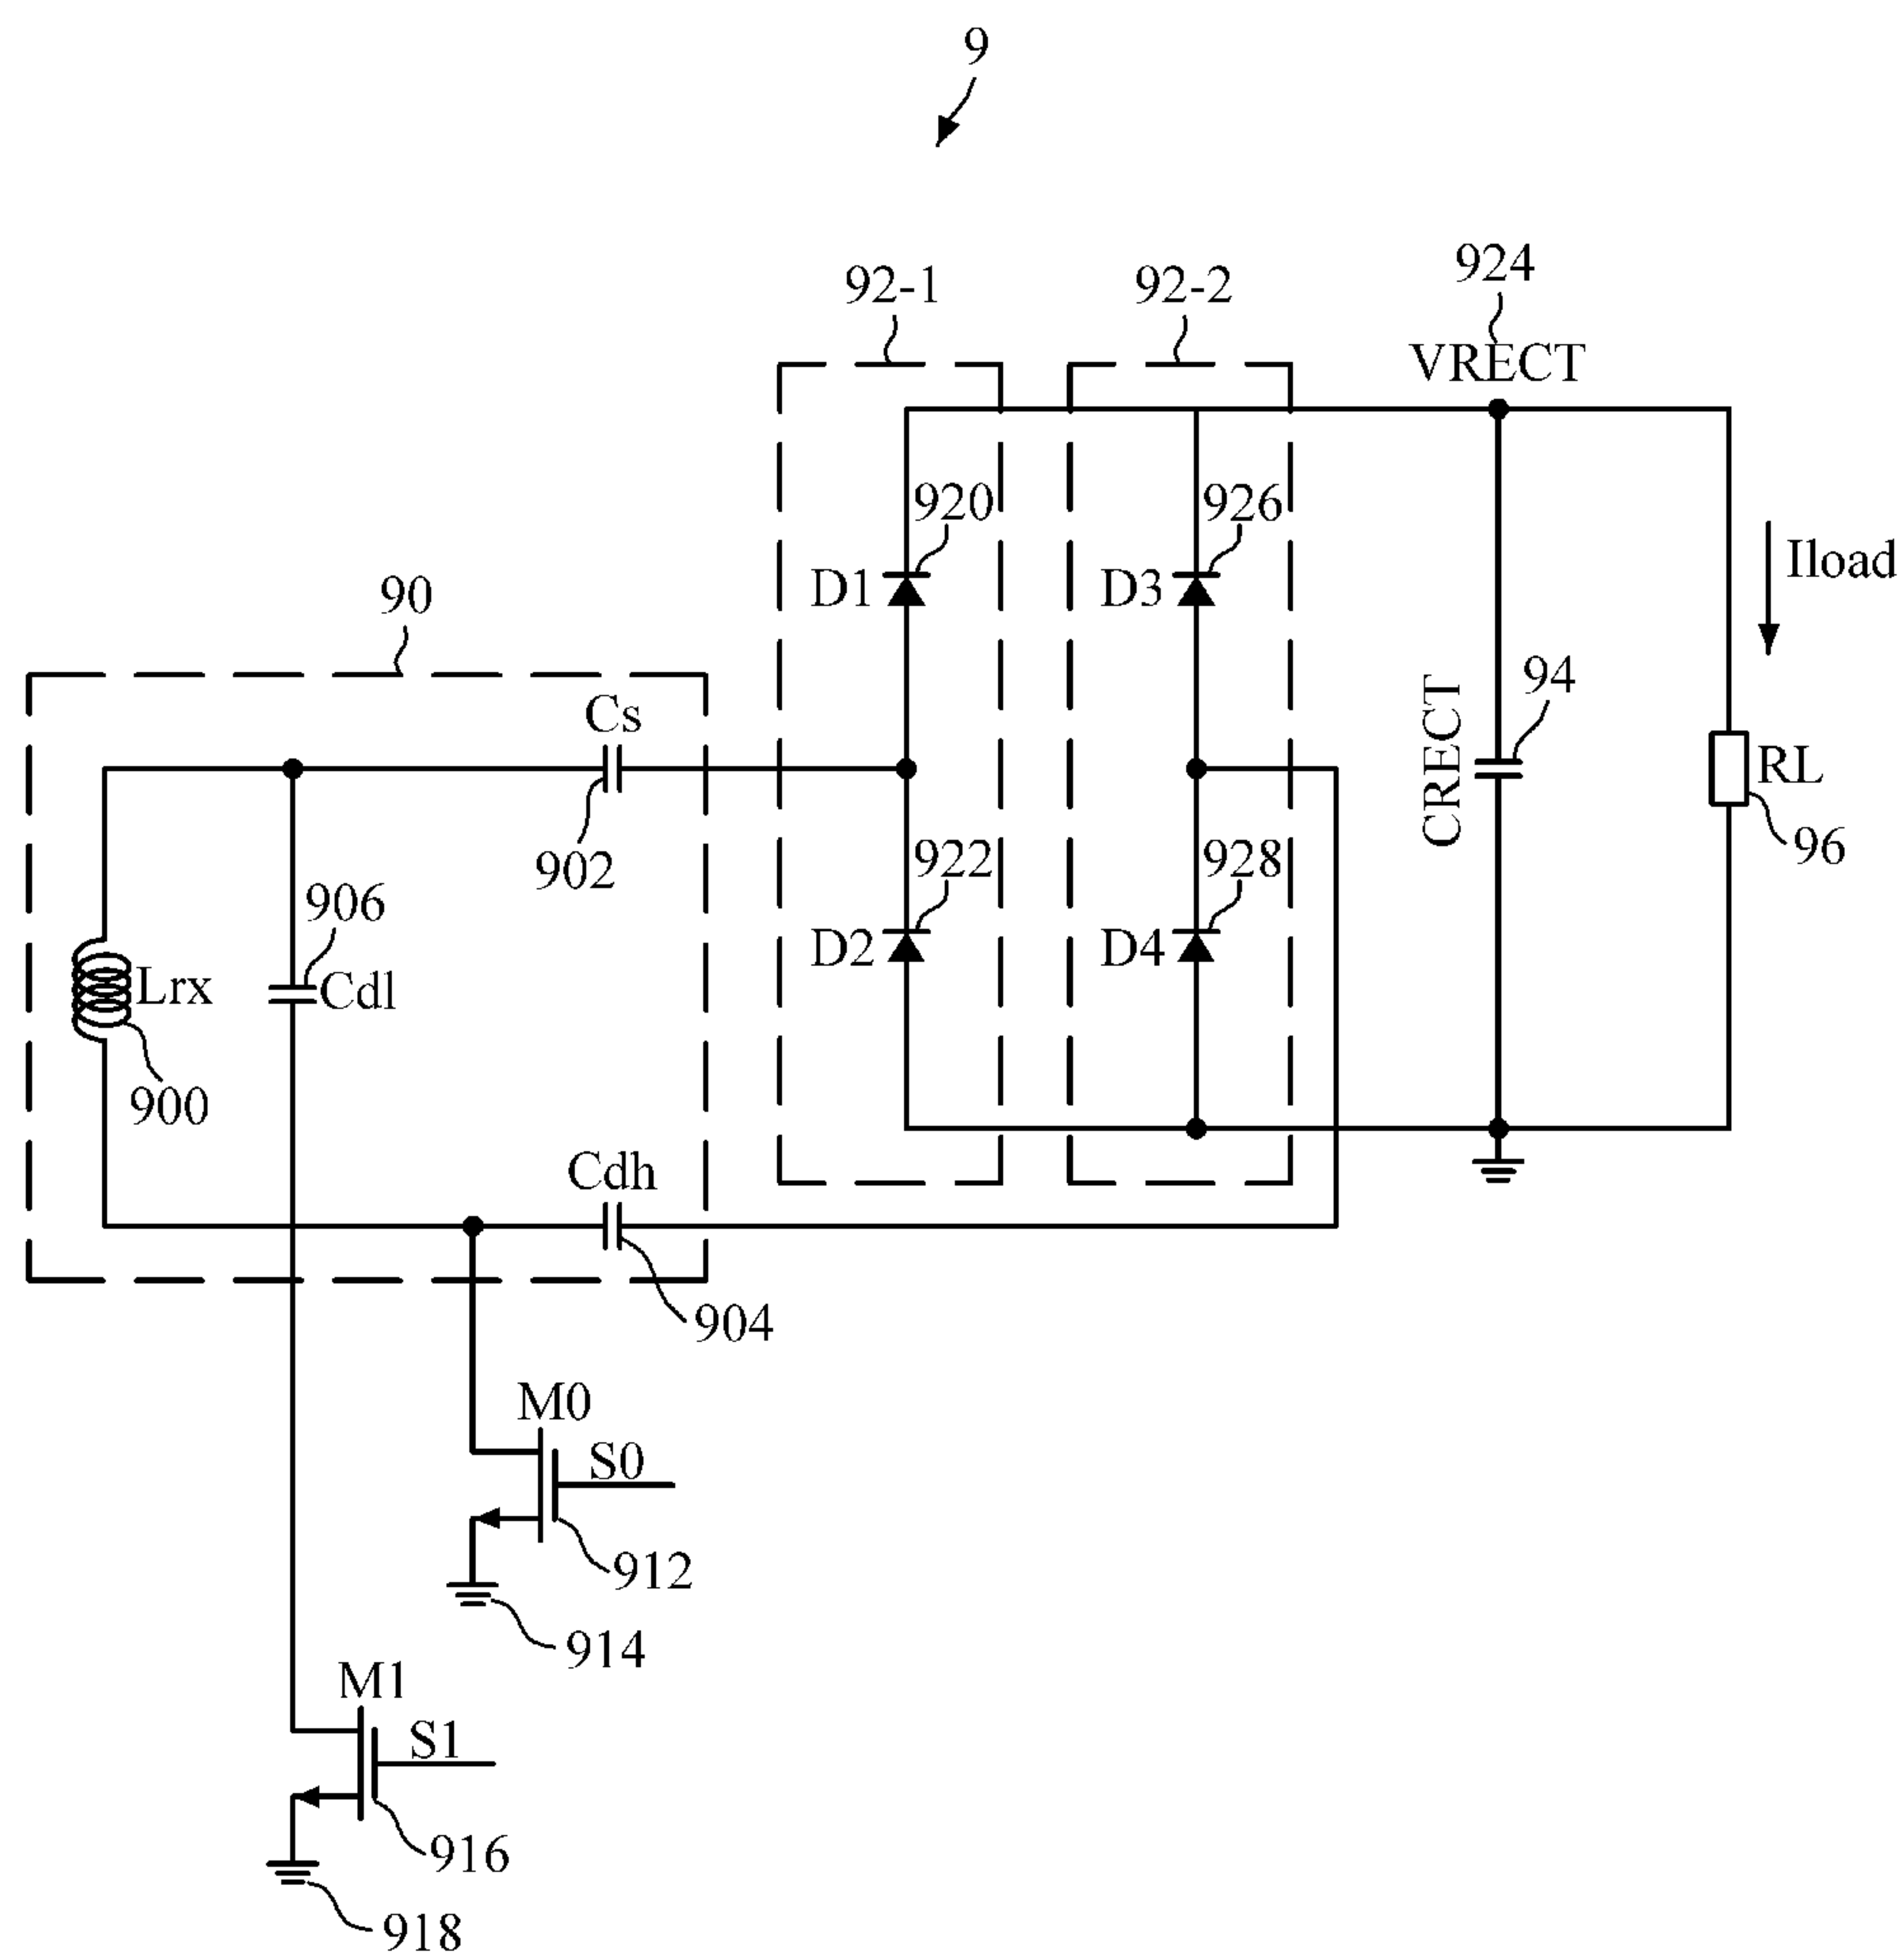 9
92-1
92-2
924
VRECT
920
926
D1
D3
Iload
90
Cs
94
CRECT
RL
902
96
906
922
928
D2
D4
Lrx
Cdl
900
Cdh
904
M0
S0
912
914
M1
S1
916
918